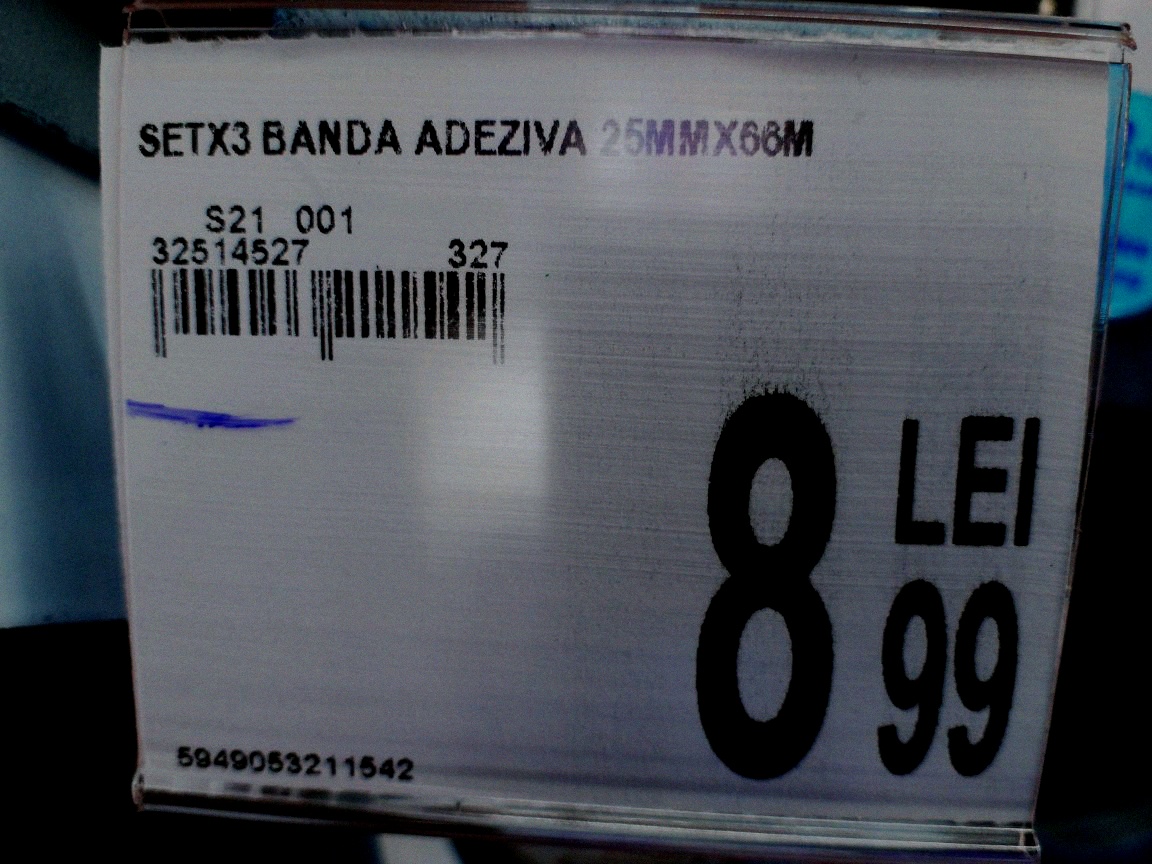 SETX3 BANDA ADEZIVA 25MMX66M
S21 001
32514527 327
8 LEI
99
5949053211542